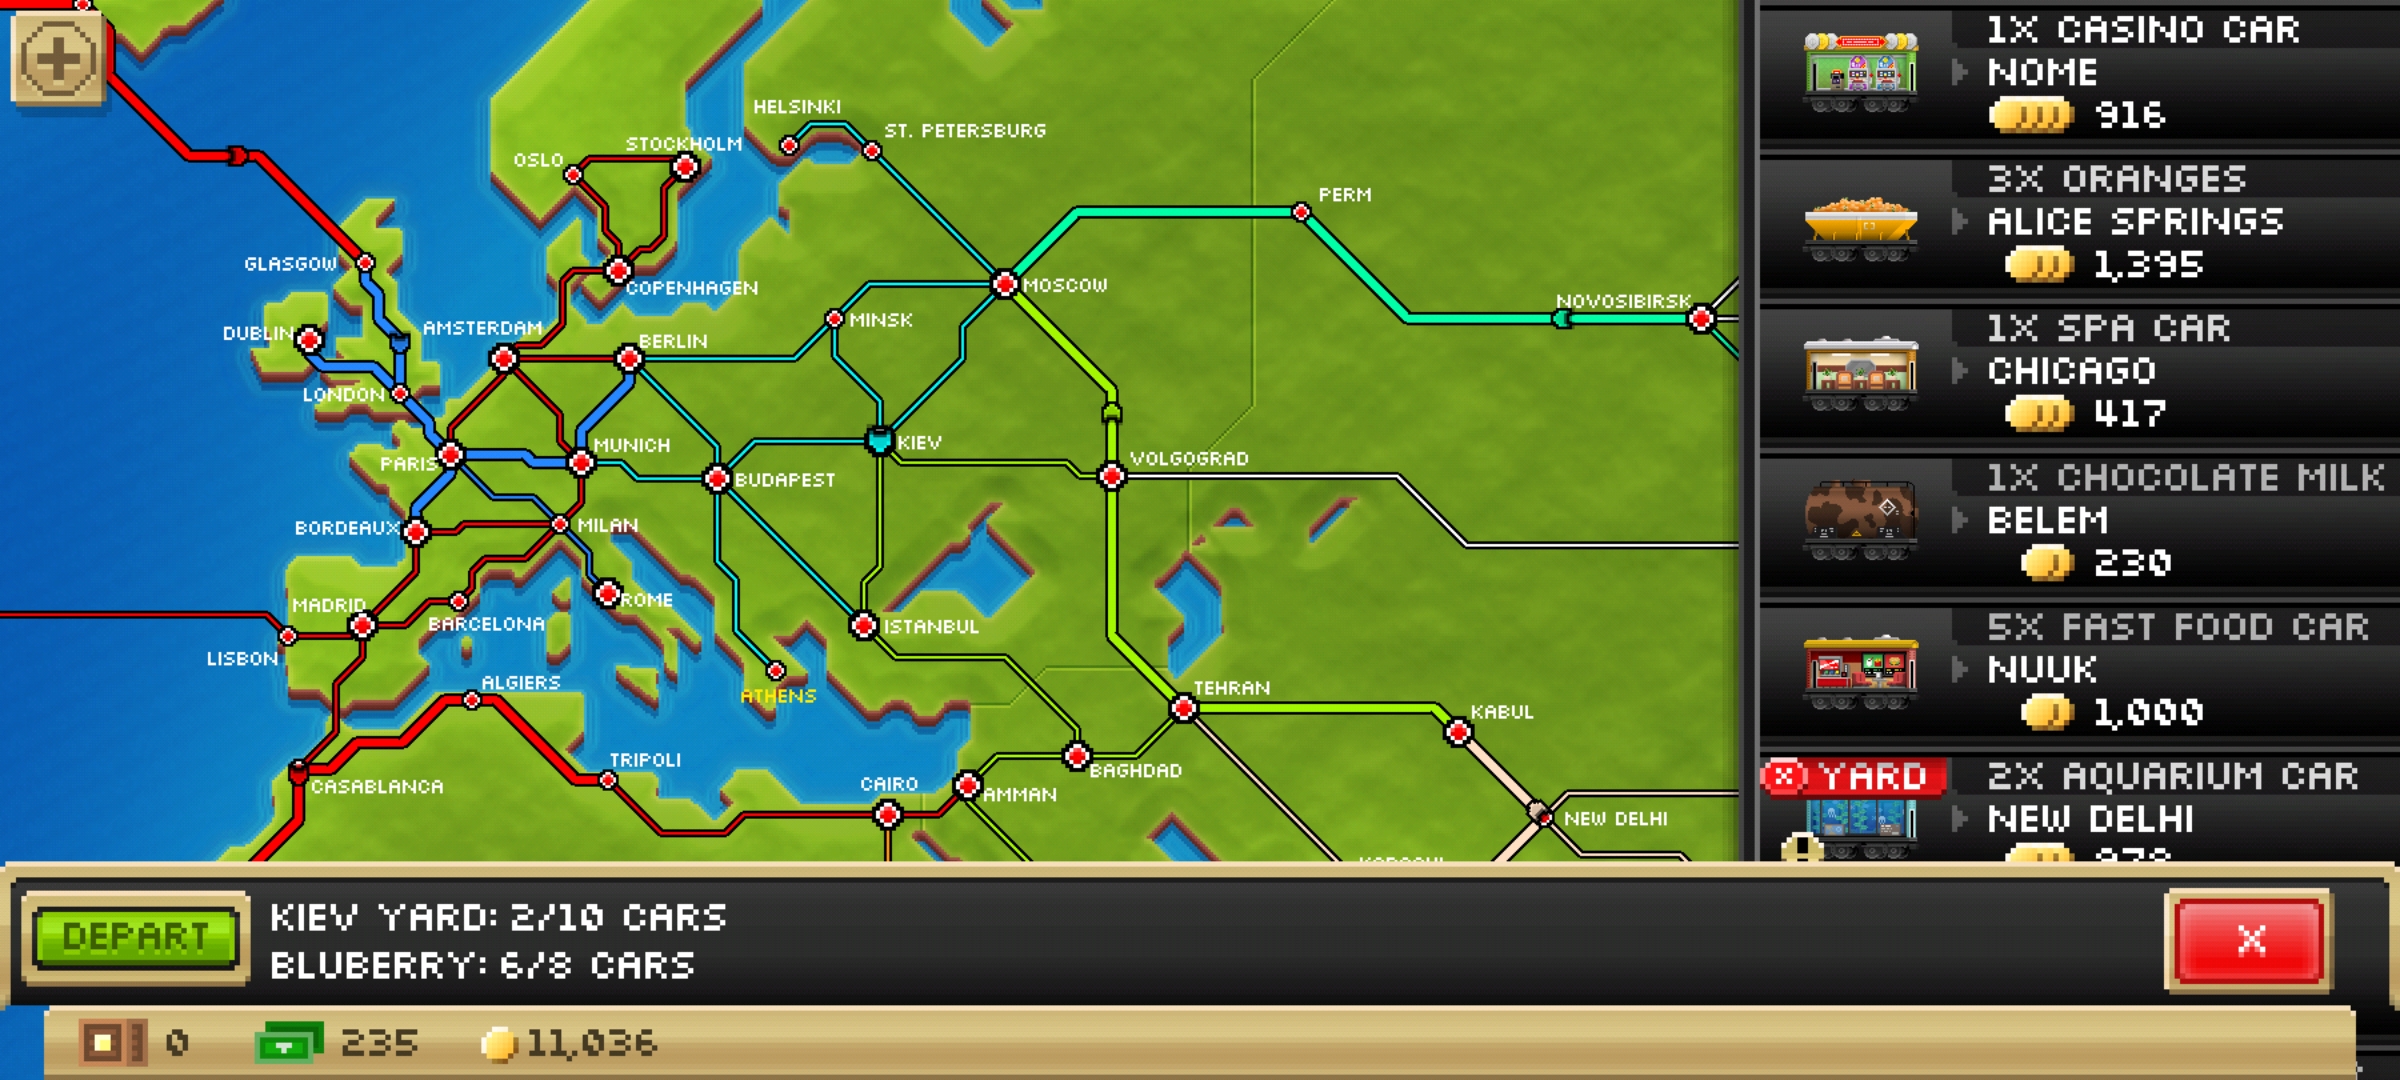 HELSINKI
ST. PETERSBURG
STOCKHOLM
OSLO
PERM
GLASGOW
COPENHAGEN
MOSCOW
NOVOSIBIRSK
DUBLIN
AMSTERDAM
MINSK
BERLIN
LONDON
MUNICH
KIEV
PARIS
VOLGOGRAD
BUDAPEST
BORDEAUX
MILAN
ROME
MADRID
BARCELONA
ISTANBUL
LISBON
ALGIERS
ATHENS
TEHRAN
KABUL
TRIPOLI
BAGHDAD
CASABLANCA
CAIRO
AMMAN
NEW DELHI
1X CASINO CAR
NOME
916
3X ORANGES
ALICE SPRINGS
1,395
1X SPA CAR
CHICAGO
417
1X CHOCOLATE MILK
BELEM
230
5X FAST FOOD CAR
NUUK
1,000
X YARD
2X AQUARIUM CAR
NEW DELHI
DEPART
KIEV YARD: 2/10 CARS
BLUBERRY: 6/8 CARS
X
0
235
11,036